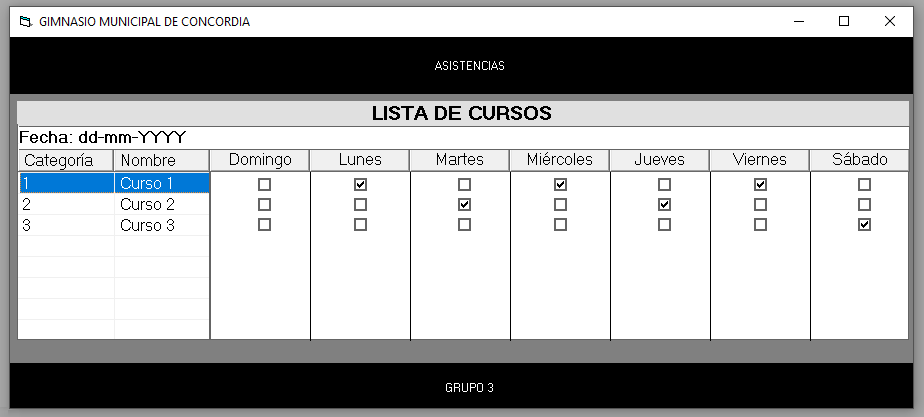 GIMNASIO MUNICIPAL DE CONCORDIA
ASISTENCIAS
LISTA DE CURSOS
Fecha: dd-mm-YYYY
Categoría Nombre Domingo Lunes Martes Miércoles Jueves Viernes Sábado
1 Curso 1
2 Curso 2
3 Curso 3
GRUPO 3